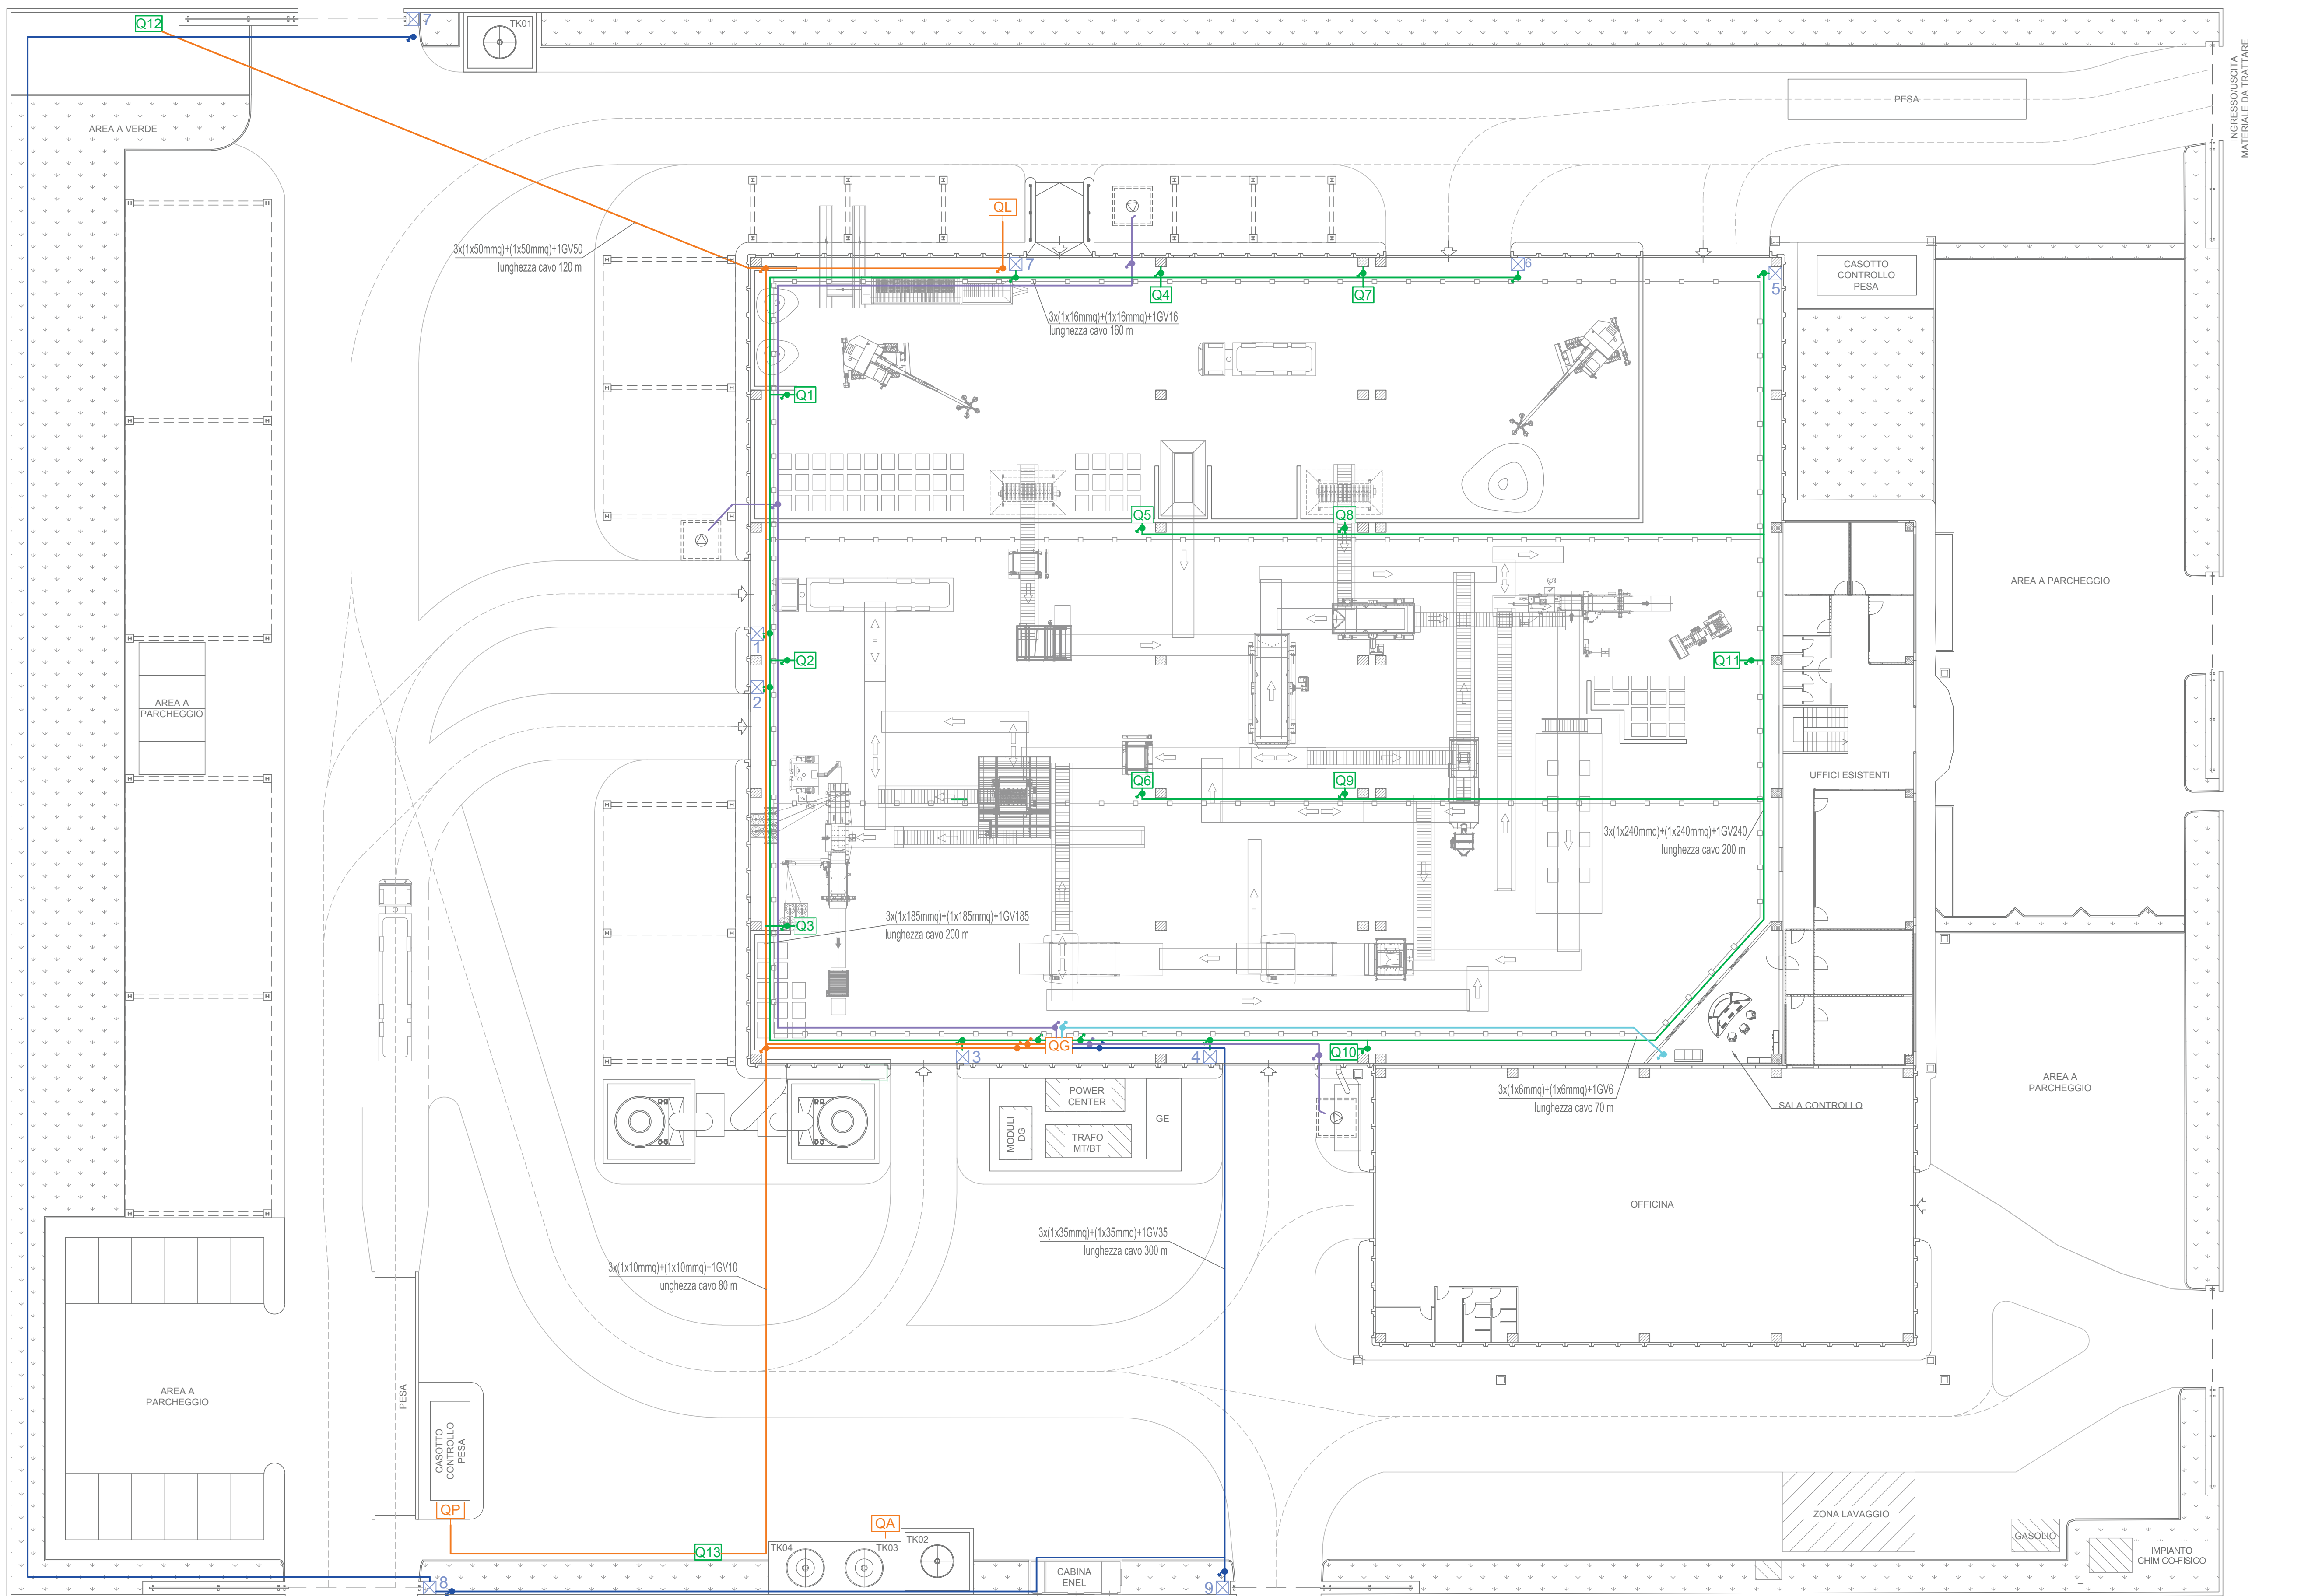 Q12
7
TK01
INGRESSO/USCITA
MATERIALE DA TRATTARE
PESA
AREA A VERDE
QL
3x(1x50mmq)+(1x50mmq)+1GV50
lunghezza cavo 120 m
7
6
5
CASOTTO
CONTROLLO
PESA
Q4
Q7
3x(1x16mmq)+(1x16mmq)+1GV16
lunghezza cavo 160 m
Q1
Q5
Q8
AREA A PARCHEGGIO
1
Q2
Q11
2
AREA A
PARCHEGGIO
Q6
Q9
UFFICI ESISTENTI
3x(1x240mmq)+(1x240mmq)+1GV240
lunghezza cavo 200 m
3x(1x185mmq)+(1x185mmq)+1GV185
lunghezza cavo 200 m
Q3
QG
3
4
Q10
3x(1x6mmq)+(1x6mmq)+1GV6
lunghezza cavo 70 m
SALA CONTROLLO
AREA A
PARCHEGGIO
POWER
CENTER
MODULI
DG
TRAFO
MT/BT
GE
OFFICINA
3x(1x35mmq)+(1x35mmq)+1GV35
lunghezza cavo 300 m
3x(1x10mmq)+(1x10mmq)+1GV10
lunghezza cavo 80 m
AREA A
PARCHEGGIO
PESA
CASOTTO
CONTROLLO
PESA
QP
QA
Q13
TK04
TK03
TK02
CABINA
ENEL
8
9
ZONA LAVAGGIO
GASOLIO
IMPIANTO
CHIMICO-FISICO